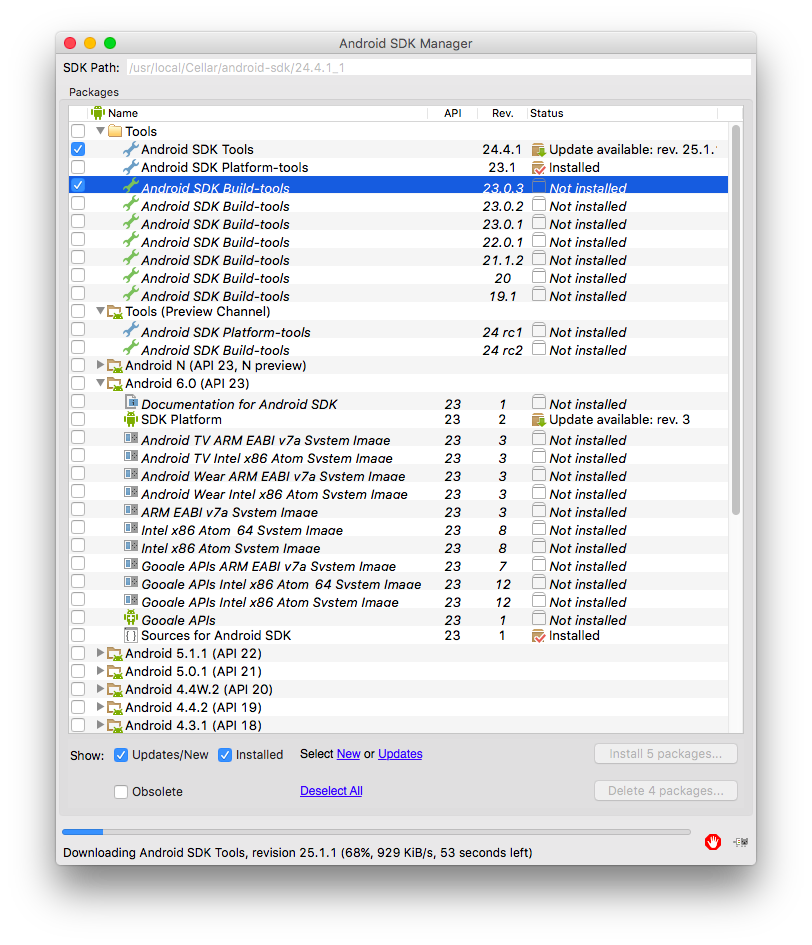 Android SDK Manager
SDK Path: /usr/local/Cellar/android-sdk/24.4.1_1
Packages
Name API Rev. Status
Tools
Android SDK Tools 24.4.1 Update available: rev. 25.1.1
Android SDK Platform-tools 23.1 Installed
Android SDK Build-tools 23.0.3 Not installed
Android SDK Build-tools 23.0.2 Not installed
Android SDK Build-tools 23.0.1 Not installed
Android SDK Build-tools 22.0.1 Not installed
Android SDK Build-tools 21.1.2 Not installed
Android SDK Build-tools 20 Not installed
Android SDK Build-tools 19.1 Not installed
Tools (Preview Channel)
Android SDK Platform-tools 24 rc1 Not installed
Android SDK Build-tools 24 rc2 Not installed
Android N (API 23, N preview)
Android 6.0 (API 23)
Documentation for Android SDK 23 1 Not installed
SDK Platform 23 2 Update available: rev. 3
Android TV ARM EABI v7a System Image 23 3 Not installed
Android TV Intel x86 Atom System Image 23 3 Not installed
Android Wear ARM EABI v7a System Image 23 3 Not installed
Android Wear Intel x86 Atom System Image 23 3 Not installed
ARM EABI v7a System Image 23 3 Not installed
Intel x86 Atom_64 System Image 23 8 Not installed
Intel x86 Atom System Image 23 8 Not installed
Google APIs ARM EABI v7a System Image 23 7 Not installed
Google APIs Intel x86 Atom_64 System Image 23 12 Not installed
Google APIs Intel x86 Atom System Image 23 12 Not installed
Google APIs 23 1 Not installed
Sources for Android SDK 23 1 Installed
Android 5.1.1 (API 22)
Android 5.0.1 (API 21)
Android 4.4W.2 (API 20)
Android 4.4.2 (API 19)
Android 4.3.1 (API 18)
Show: Updates/New Installed Select New or Updates Install 5 packages...
Obsolete Deselect All Delete 4 packages...
Downloading Android SDK Tools, revision 25.1.1 (68%, 929 KiB/s, 53 seconds left)